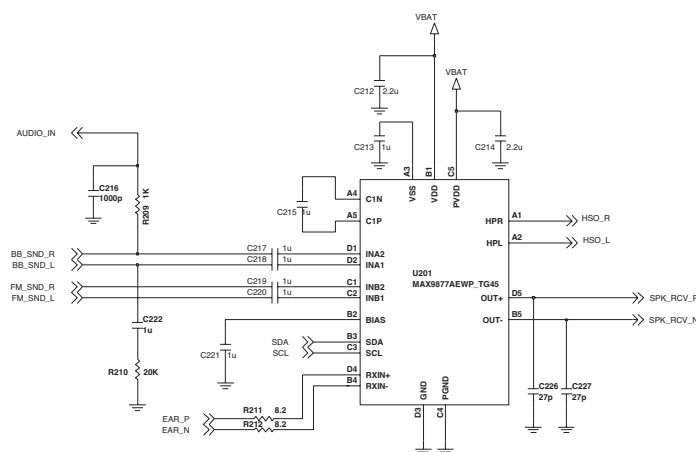 VBAT
C212
2.2u
VBAT
C213
1u
C214
2.2u
AUDIO_IN
C216
1000p
R209
1K
A3
B1
C5
VSS
VDD
PVDD
C215
1u
A4
C1N
A5
C1P
HPR
A1
HSO_R
HPL
A2
HSO_L
BB_SND_R
C217
1u
D1
INA2
BB_SND_L
C218
1u
D2
INA1
U201
MAX9877AEWP_TG45
FM_SND_R
C219
1u
C1
INB2
FM_SND_L
C220
1u
C2
INB1
OUT+
D5
SPK_RCV_P
C222
1u
B2
BIAS
OUT-
B5
SPK_RCV_N
SDA
B3
SDA
SCL
C3
SCL
C221
1u
R210
20K
D4
RXIN+
B4
RXIN-
GND
PGND
D3
C4
C226
27p
C227
27p
EAR_P
R211
8.2
EAR_N
R212
8.2